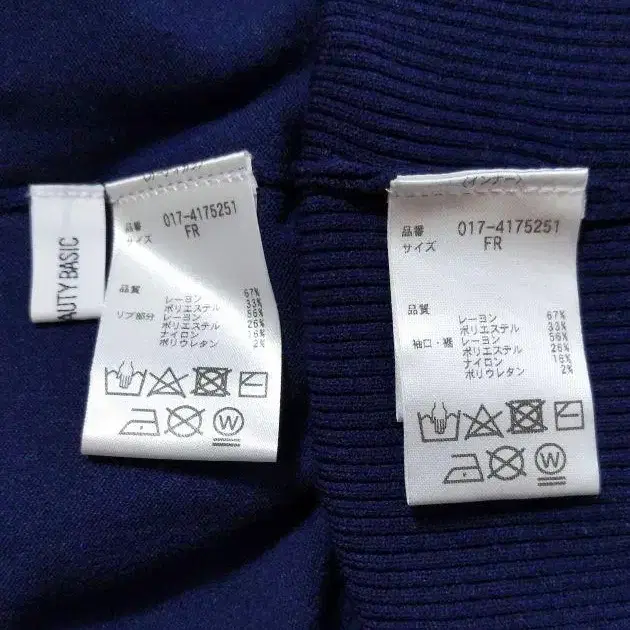 AUTY BASIC
品番 017-4175251
サイズ FR
品質
レーヨン 67%
ポリエステル 33%
リブ部分 レーヨン 56%
ポリエステル 26%
ナイロン 16%
ポリウレタン 2%
W
(インナー)
品番 017-4175251
サイズ FR
品質
レーヨン 67%
ポリエステル 33%
袖口・裾 レーヨン 56%
ポリエステル 26%
ナイロン 16%
ポリウレタン 2%
W